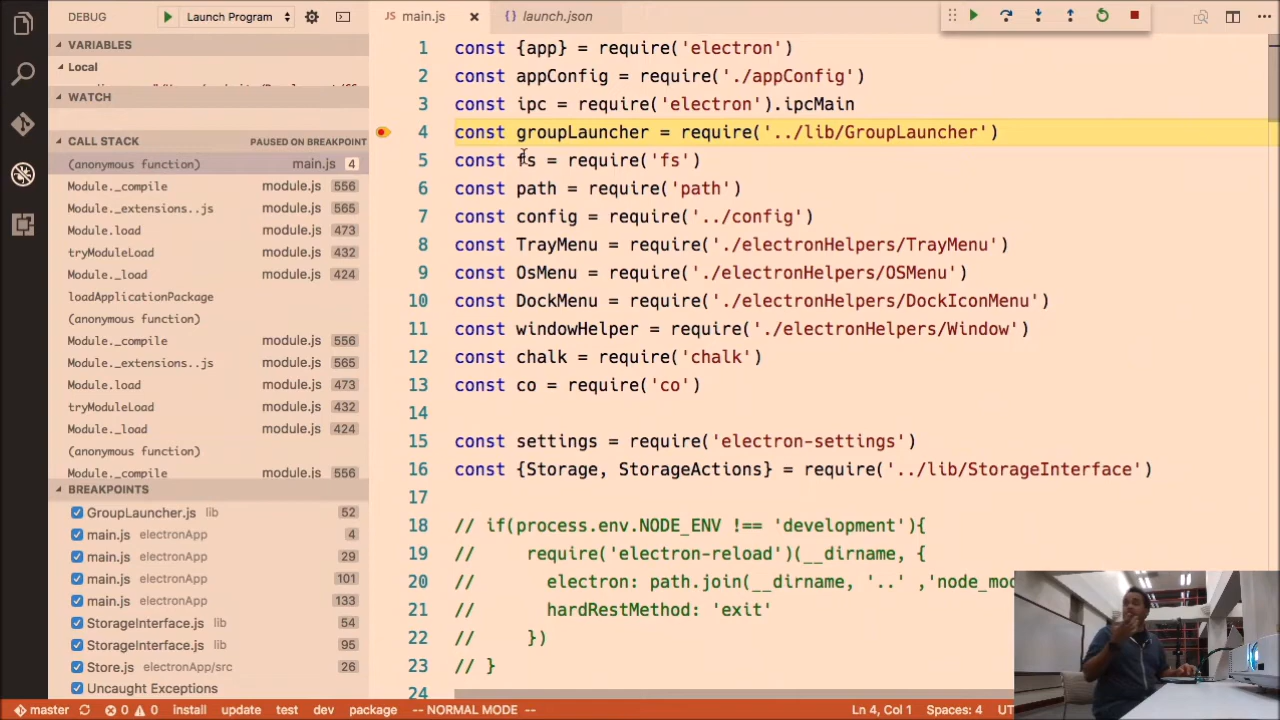 DEBUG
Launch Program
main.js
launch.json
VARIABLES
Local
WATCH
CALL STACK PAUSED ON BREAKPOINT
(anonymous function) main.js 4
Module._compile module.js 556
Module._extensions..js module.js 565
Module.load module.js 473
tryModuleLoad module.js 432
Module._load module.js 424
loadApplicationPackage
(anonymous function)
Module._compile module.js 556
Module._extensions..js module.js 565
Module.load module.js 473
tryModuleLoad module.js 432
Module._load module.js 424
(anonymous function)
Module._compile module.js 556
BREAKPOINTS
GroupLauncher.js lib 52
main.js electronApp 4
main.js electronApp 29
main.js electronApp 101
main.js electronApp 133
StorageInterface.js lib 54
StorageInterface.js lib 95
Store.js electronApp/src 26
Uncaught Exceptions
1 const {app} = require('electron')
2 const appConfig = require('./appConfig')
3 const ipc = require('electron').ipcMain
4 const groupLauncher = require('../lib/GroupLauncher')
5 const fs = require('fs')
6 const path = require('path')
7 const config = require('../config')
8 const TrayMenu = require('./electronHelpers/TrayMenu')
9 const OsMenu = require('./electronHelpers/OSMenu')
10 const DockMenu = require('./electronHelpers/DockIconMenu')
11 const windowHelper = require('./electronHelpers/Window')
12 const chalk = require('chalk')
13 const co = require('co')
14
15 const settings = require('electron-settings')
16 const {Storage, StorageActions} = require('../lib/StorageInterface')
17
18 // if(process.env.NODE_ENV !== 'development'){
19 // require('electron-reload')(__dirname, {
20 // electron: path.join(__dirname, '..' ,'node_mo
21 // hardRestMethod: 'exit'
22 // })
23 // }
24
master 0 0 install update test dev package -- NORMAL MODE -- Ln 4, Col 1 Spaces: 4 UT